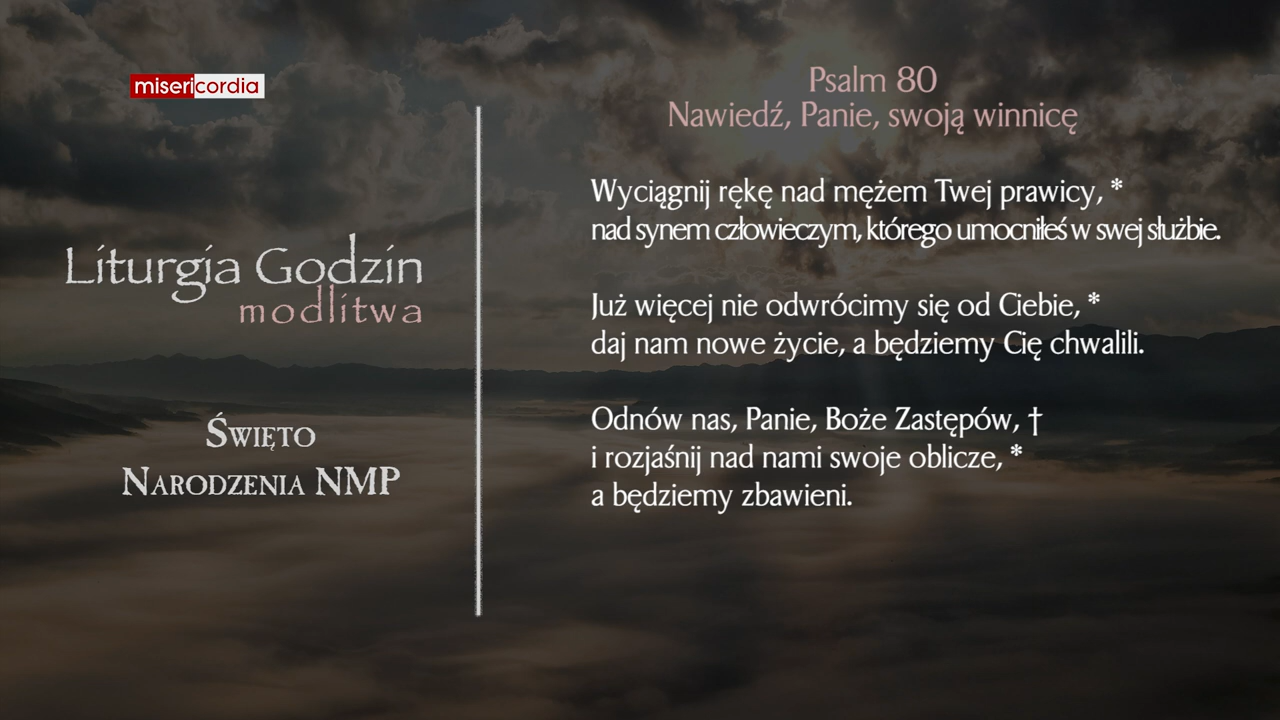 misericordia
Liturgia Godzin
modlitwa
Święto
Narodzenia NMP
Psalm 80
Nawiedź, Panie, swoją winnicę
Wyciągnij rękę nad mężem Twej prawicy, *
nad synem człowieczym, którego umocniłeś w swej służbie.
Już więcej nie odwrócimy się od Ciebie, *
daj nam nowe życie, a będziemy Cię chwalili.
Odnów nas, Panie, Boże Zastępów, †
i rozjaśnij nad nami swoje oblicze, *
a będziemy zbawieni.